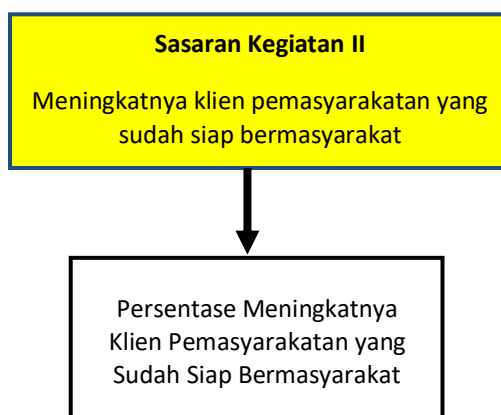 Sasaran Kegiatan II
Meningkatnya klien pemasyarakatan yang
sudah siap bermasyarakat
Persentase Meningkatnya
Klien Pemasyarakatan yang
Sudah Siap Bermasyarakat